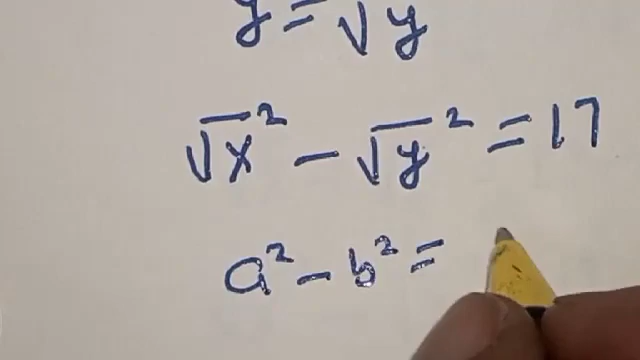 y = √y
√x² - √y² = 17
a² - b² =